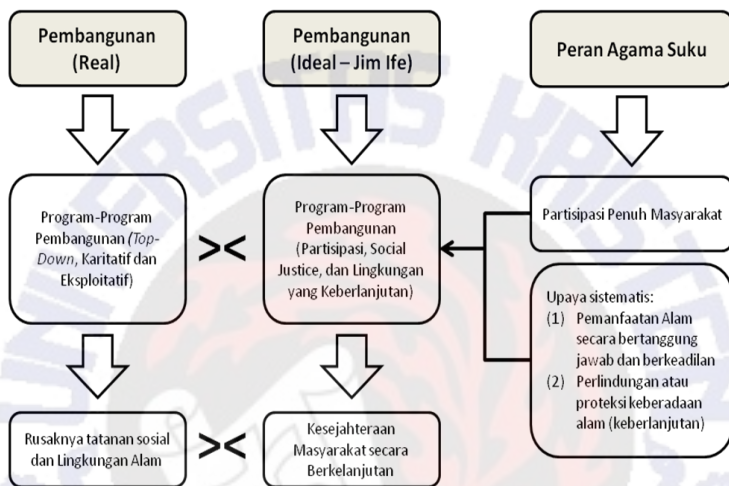 Pembangunan
(Real)
Pembangunan
(Ideal – Jim Ife)
Peran Agama Suku
Program-Program
Pembangunan (Top-
Down, Karitatif dan
Eksploitatif)
><
Program-Program
Pembangunan
(Partisipasi, Social
Justice, dan Lingkungan
yang Keberlanjutan)
Partisipasi Penuh Masyarakat
Upaya sistematis:
(1) Pemanfaatan Alam
secara bertanggung
jawab dan berkeadilan
(2) Perlindungan atau
proteksi keberadaan
alam (keberlanjutan)
Rusaknya tatanan sosial
dan Lingkungan Alam
><
Kesejahteraan
Masyarakat secara
Berkelanjutan
UNIVERSITAS KRISTEN